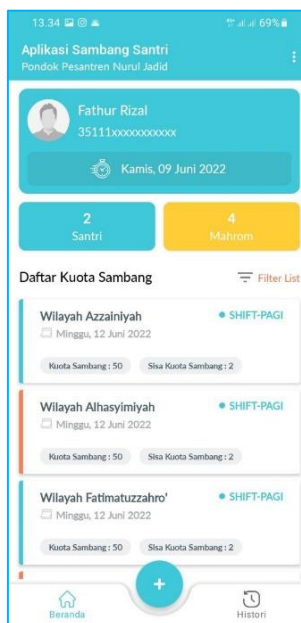 13.34 69%
Aplikasi Sambang Santri
Pondok Pesantren Nurul Jadid
Fathur Rizal
35111xxxxxxxxxxx
Kamis, 09 Juni 2022
2 4
Santri Mahrom
Daftar Kuota Sambang Filter List
Wilayah Azzainiyah SHIFT-PAGI
Minggu, 12 Juni 2022
Kuota Sambang : 50 Sisa Kuota Sambang : 2
Wilayah Alhasyimiyah SHIFT-PAGI
Minggu, 12 Juni 2022
Kuota Sambang : 50 Sisa Kuota Sambang : 2
Wilayah Fatimatuzzahro' SHIFT-PAGI
Minggu, 12 Juni 2022
Kuota Sambang : 50 Sisa Kuota Sambang : 2
+
Beranda Histori